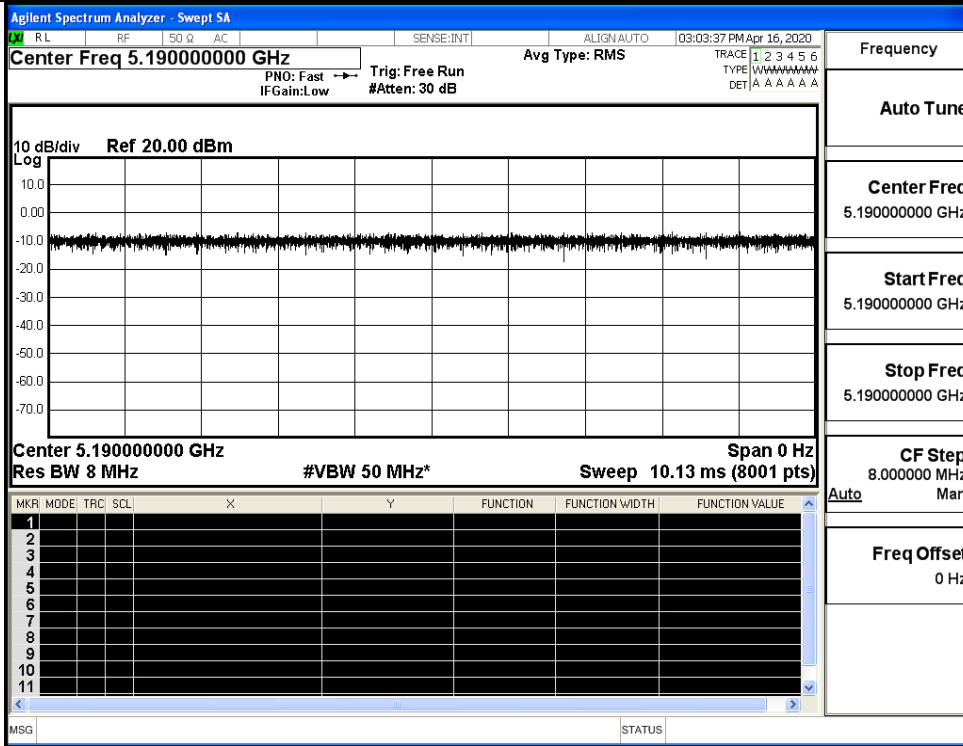 Agilent Spectrum Analyzer - Swept SA
LXI RL RF 50 Ω AC SENSE:INT ALIGN AUTO 03:03:37 PM Apr 16, 2020
Center Freq 5.190000000 GHz
PNO: Fast
IFGain:Low
Trig: Free Run
#Atten: 30 dB
Avg Type: RMS
TRACE 1 2 3 4 5 6
TYPE WWWWWW
DET A A A A A A
10 dB/div Ref 20.00 dBm
Log
10.0
0.00
-10.0
-20.0
-30.0
-40.0
-50.0
-60.0
-70.0
Center 5.190000000 GHz Span 0 Hz
Res BW 8 MHz #VBW 50 MHz* Sweep 10.13 ms (8001 pts)
MKR MODE TRC SCL X Y FUNCTION FUNCTION WIDTH FUNCTION VALUE
1
2
3
4
5
6
7
8
9
10
11
MSG STATUS
Frequency
Auto Tune
Center Freq
5.190000000 GHz
Start Freq
5.190000000 GHz
Stop Freq
5.190000000 GHz
CF Step
8.000000 MHz
Auto Man
Freq Offset
0 Hz